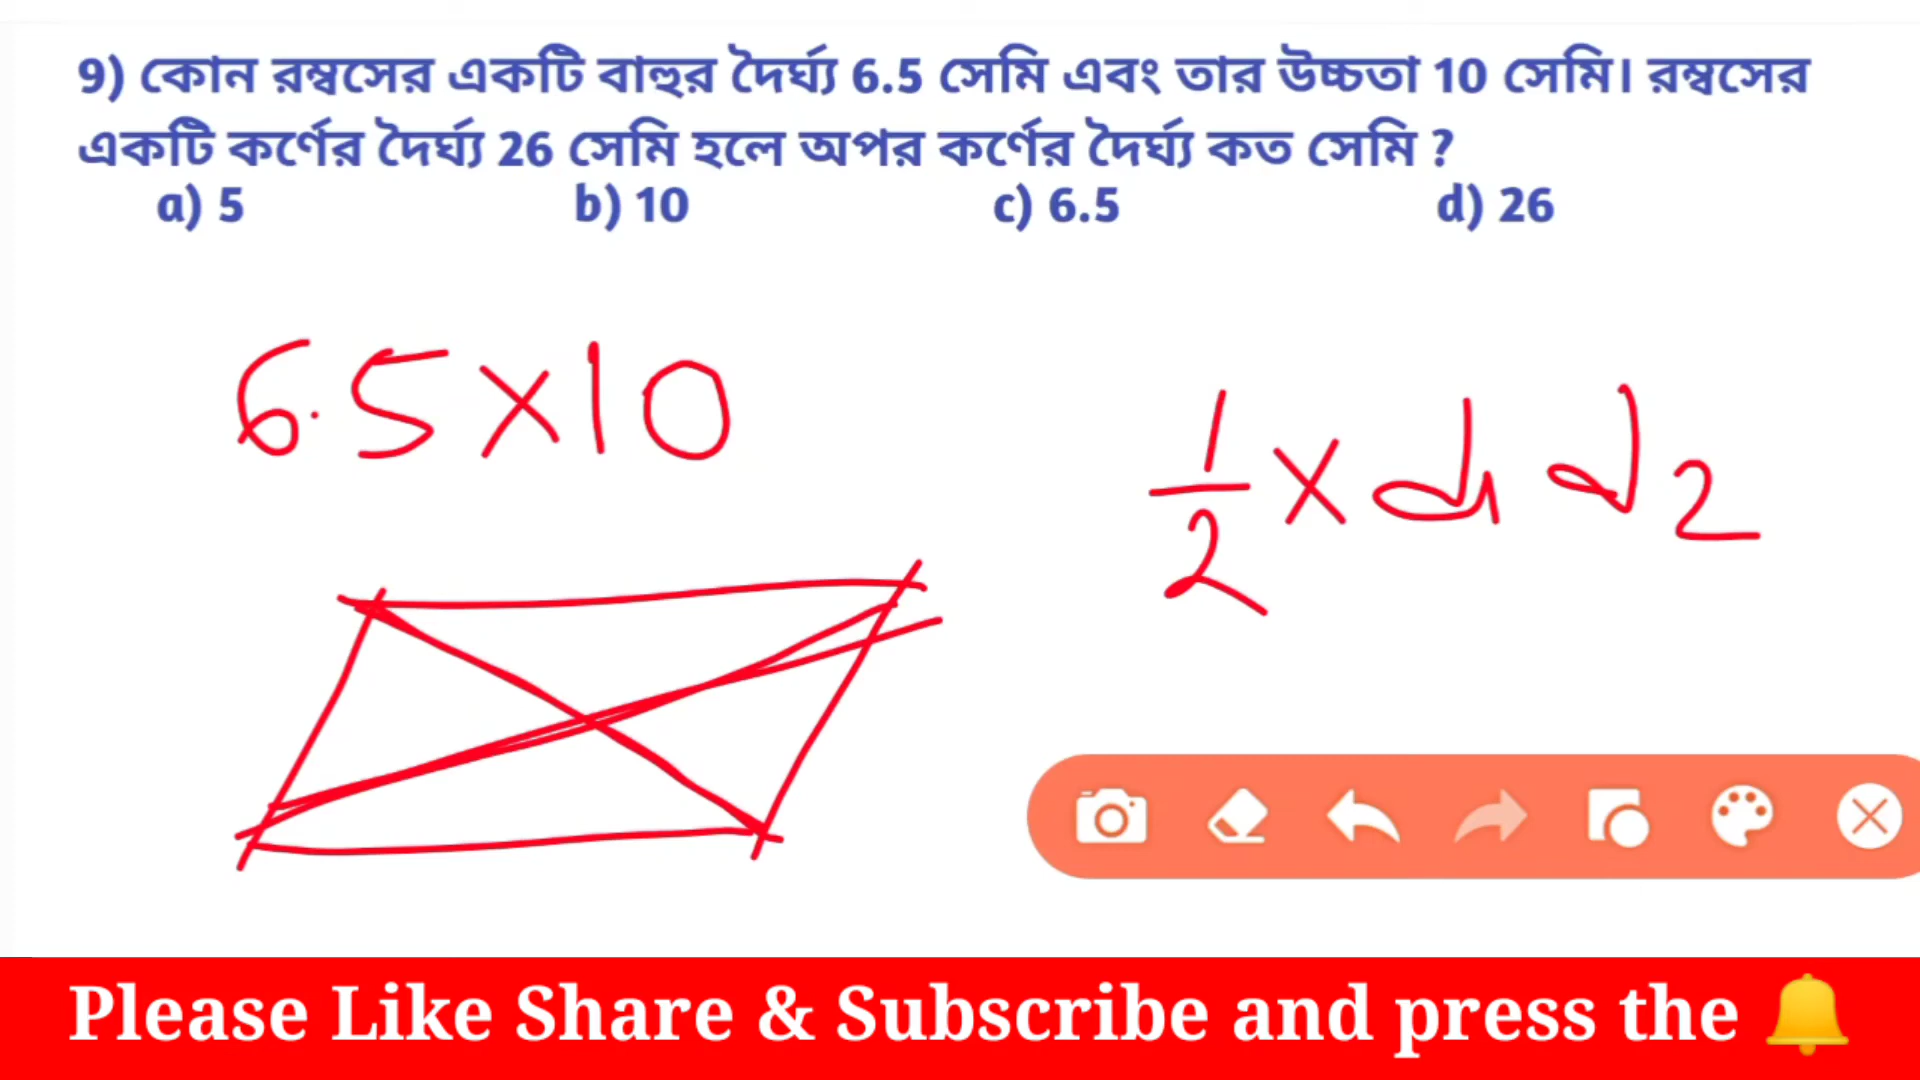 9) কোন রম্বসের একটি বাহুর দৈর্ঘ্য 6.5 সেমি এবং তার উচ্চতা 10 সেমি। রম্বসের
একটি কর্ণের দৈর্ঘ্য 26 সেমি হলে অপর কর্ণের দৈর্ঘ্য কত সেমি ?
a) 5 b) 10 c) 6.5 d) 26
6.5×10
1/2 × d1 d2
Please Like Share & Subscribe and press the 🔔